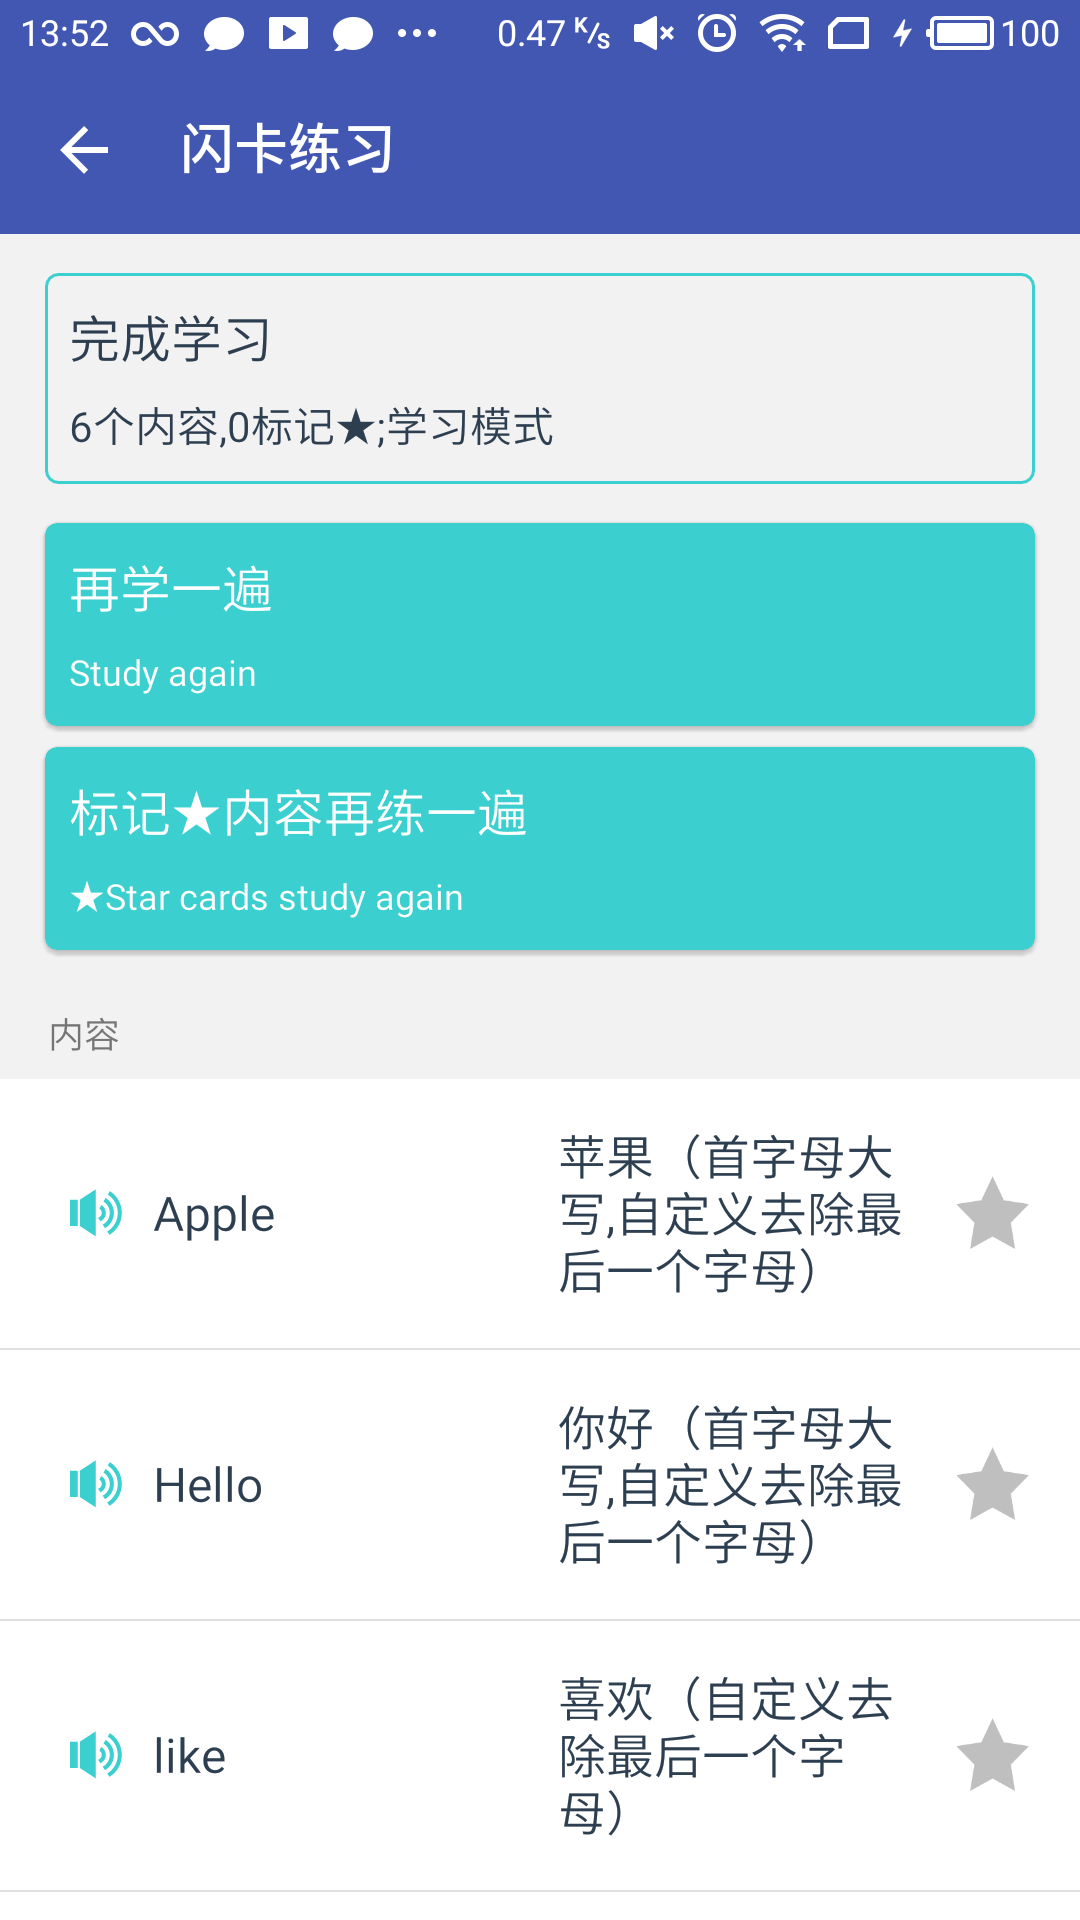 13:52 0.47 K/s 100
闪卡练习
完成学习
6个内容,0标记★;学习模式
再学一遍
Study again
标记★内容再练一遍
★Star cards study again
内容
Apple
苹果（首字母大
写,自定义去除最
后一个字母）
Hello
你好（首字母大
写,自定义去除最
后一个字母）
like
喜欢（自定义去
除最后一个字
母）